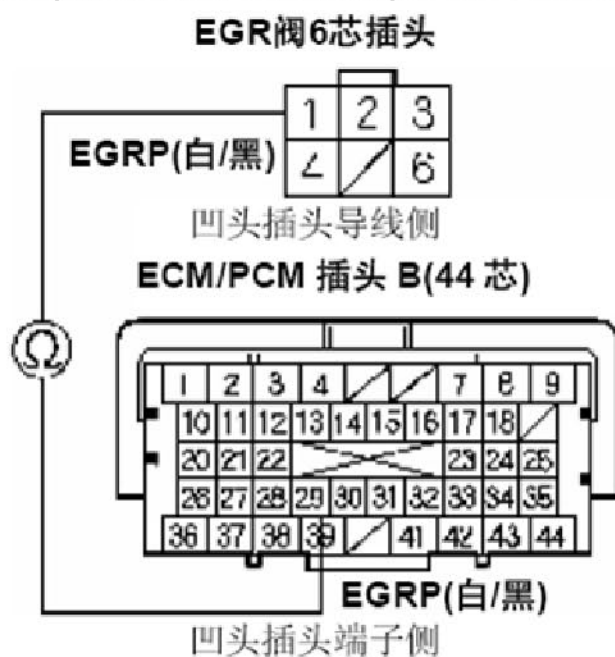 EGR阀6芯插头
1 2 3
EGRP(白/黑)
4 6
凹头插头导线侧
ECM/PCM 插头 B(44 芯)
Ω
1 2 3 4 7 8 9
10 11 12 13 14 15 16 17 18
20 21 22 23 24 25
26 27 28 29 30 31 32 33 34 35
36 37 38 39 41 42 43 44
EGRP(白/黑)
凹头插头端子侧